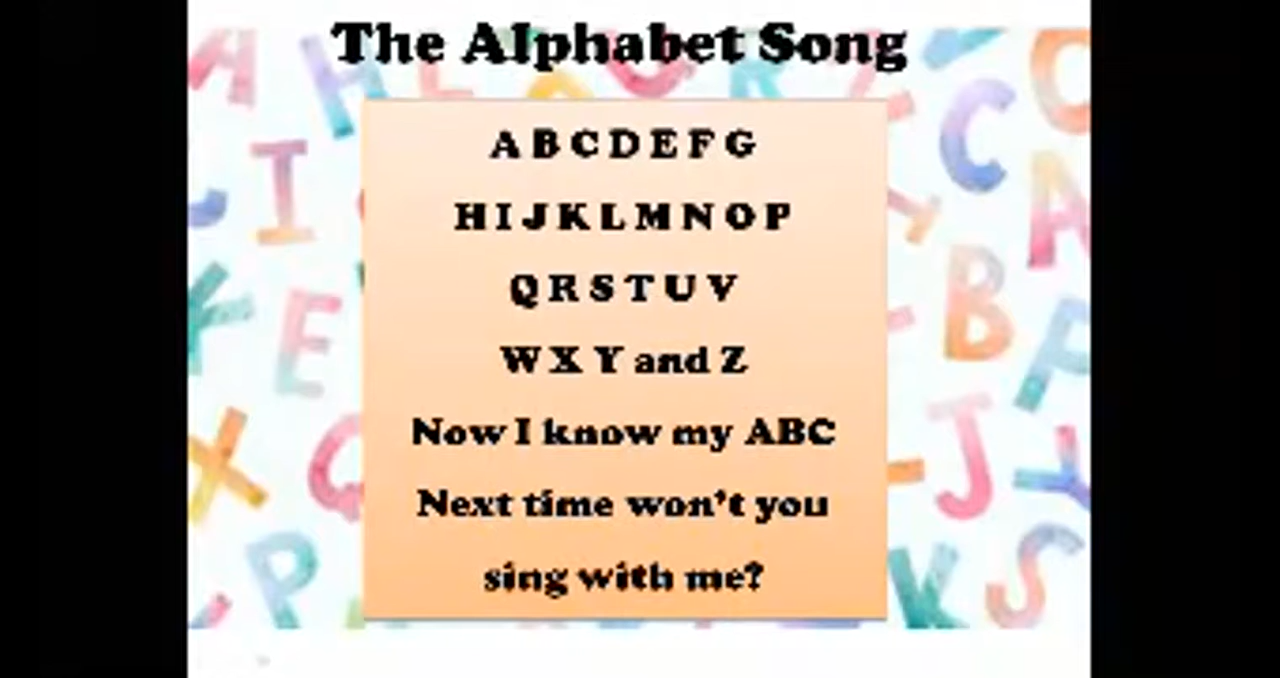 The Alphabet Song
A B C D E F G
H I J K L M N O P
Q R S T U V
W X Y and Z
Now I know my ABC
Next time won't you
sing with me?